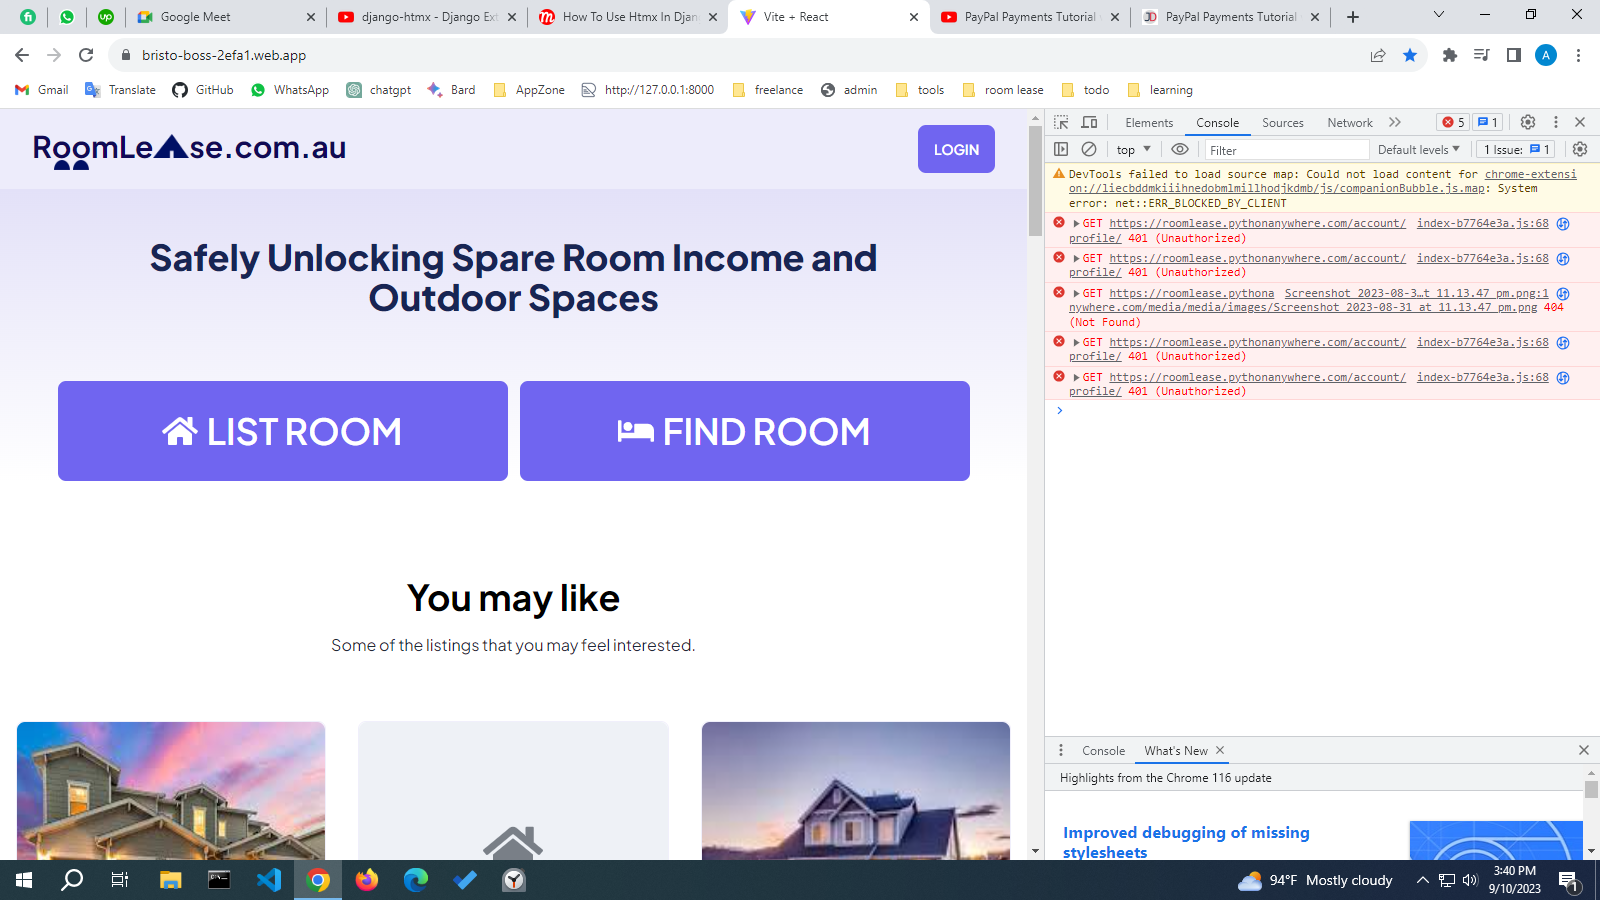 Google Meet
django-htmx - Django Ext
How To Use Htmx In Djan
Vite + React
PayPal Payments Tutorial
PayPal Payments Tutorial
bristo-boss-2efa1.web.app
A
Gmail
Translate
GitHub
WhatsApp
chatgpt
Bard
AppZone
http://127.0.0.1:8000
freelance
admin
tools
room lease
todo
learning
RoomLe se.com.au
LOGIN
Safely Unlocking Spare Room Income and
Outdoor Spaces
LIST ROOM
FIND ROOM
You may like
Some of the listings that you may feel interested.
Elements
Console
Sources
Network
5
1
top
Filter
Default levels
1 Issue: 1
DevTools failed to load source map: Could not load content for chrome-extensi
on://liecbddmkiiihnedobmlmillhodjkdmb/js/companionBubble.js.map: System
error: net::ERR_BLOCKED_BY_CLIENT
GET https://roomlease.pythonanywhere.com/account/ index-b7764e3a.js:68
profile/ 401 (Unauthorized)
GET https://roomlease.pythonanywhere.com/account/ index-b7764e3a.js:68
profile/ 401 (Unauthorized)
GET https://roomlease.pythona Screenshot 2023-08-3…t 11.13.47 pm.png:1
nywhere.com/media/media/images/Screenshot 2023-08-31 at 11.13.47 pm.png 404
(Not Found)
GET https://roomlease.pythonanywhere.com/account/ index-b7764e3a.js:68
profile/ 401 (Unauthorized)
GET https://roomlease.pythonanywhere.com/account/ index-b7764e3a.js:68
profile/ 401 (Unauthorized)
Console
What's New
Highlights from the Chrome 116 update
Improved debugging of missing
stylesheets
94°F Mostly cloudy
3:40 PM
9/10/2023
1